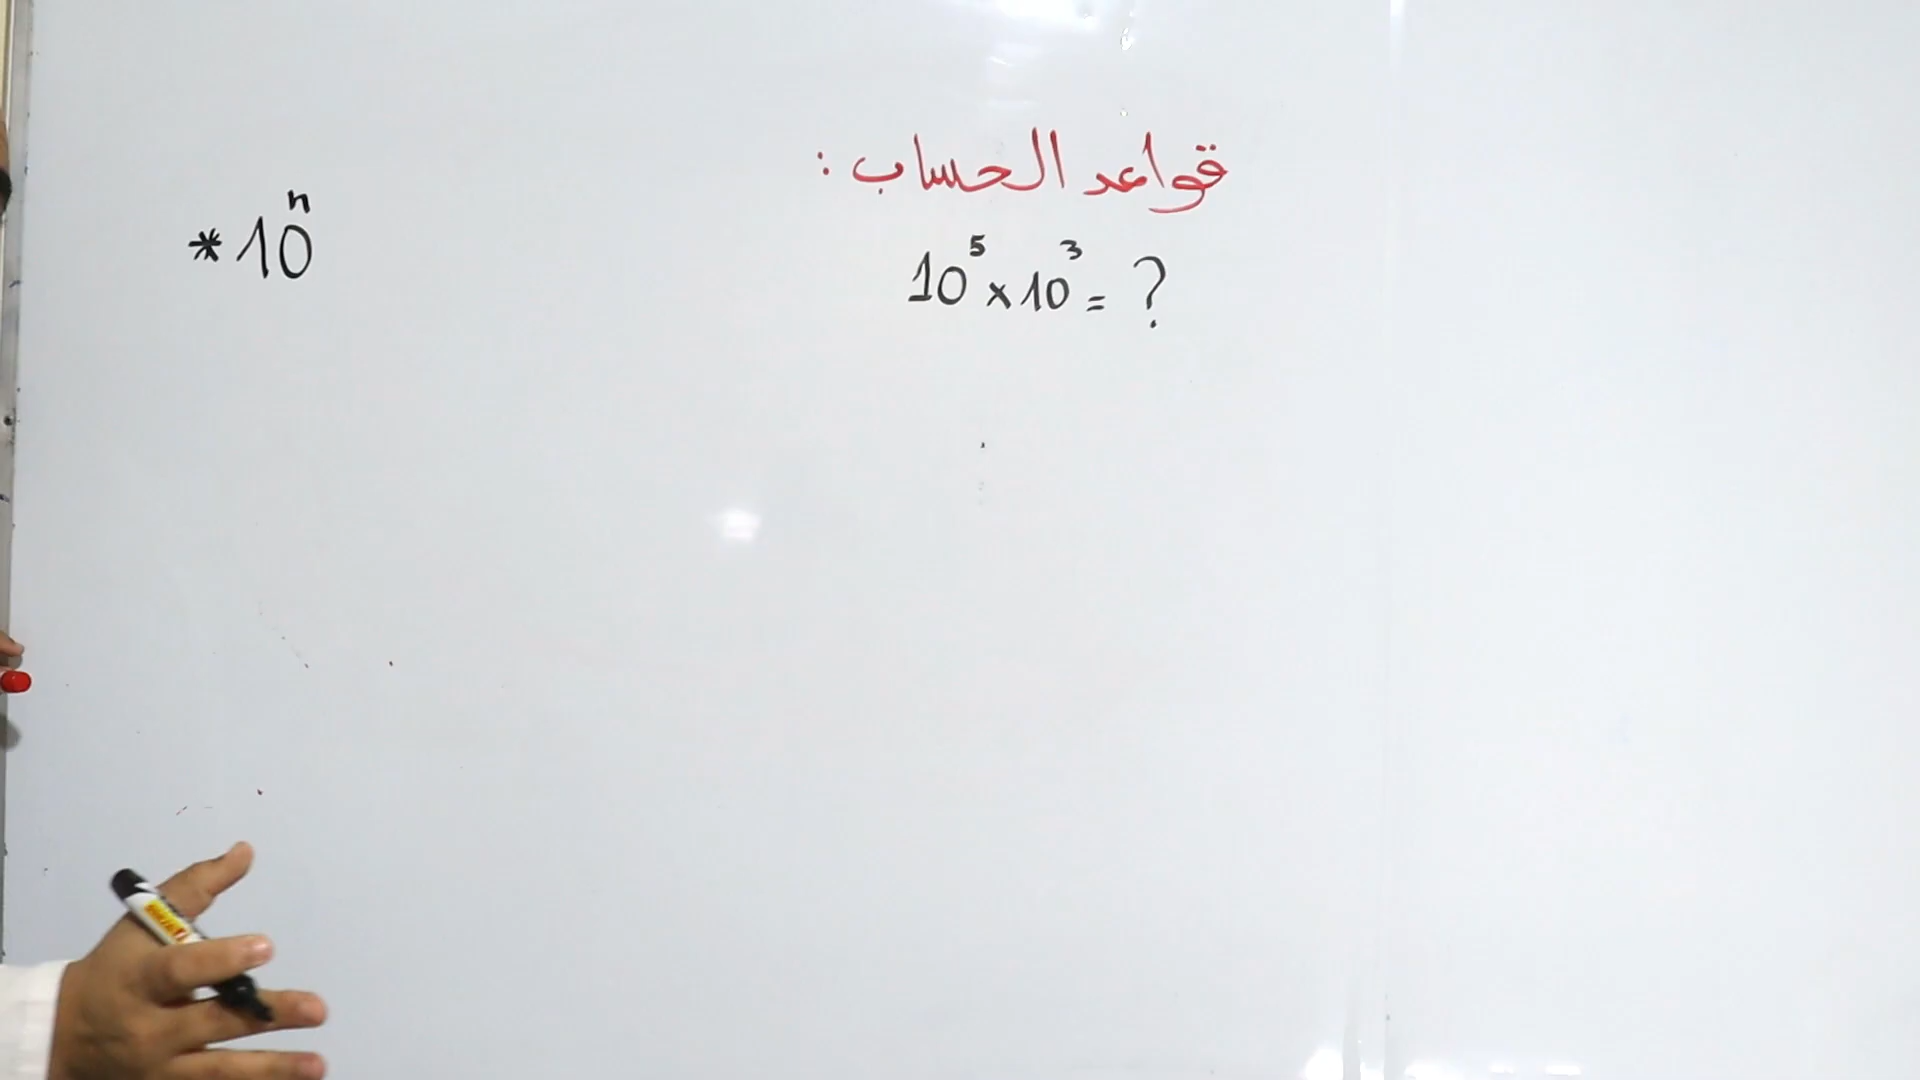 قواعد الحساب :
* 10ⁿ
10⁵ × 10³ = ?